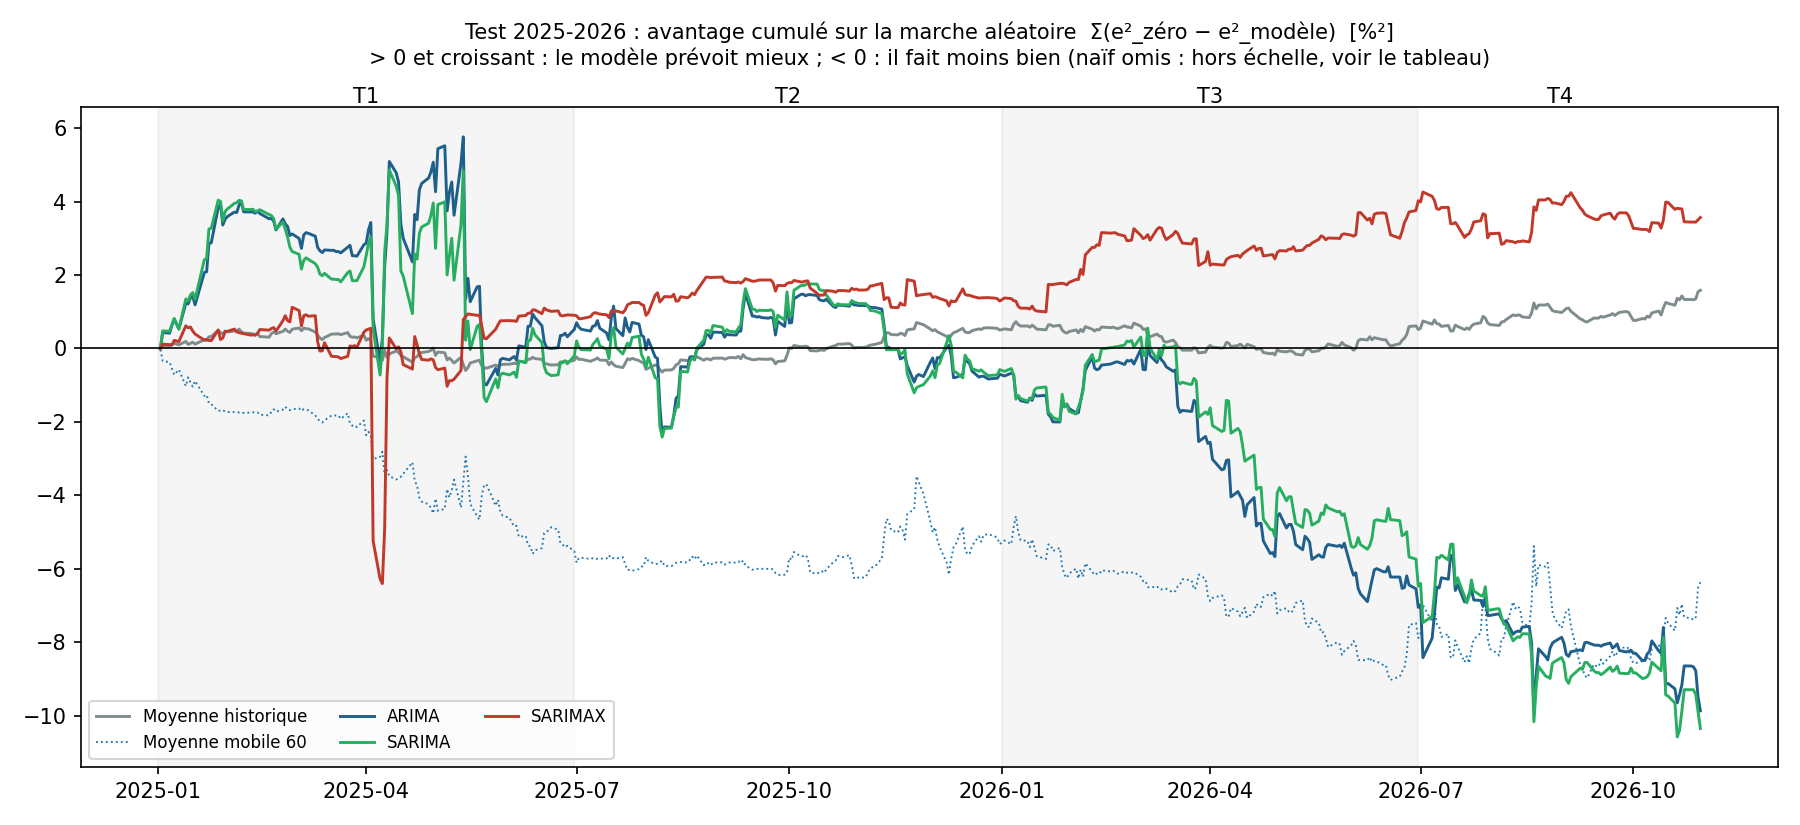 Test 2025-2026 : avantage cumulé sur la marche aléatoire  Σ(e²_zéro − e²_modèle)  [%²]
> 0 et croissant : le modèle prévoit mieux ; < 0 : il fait moins bien (naïf omis : hors échelle, voir le tableau)
T1 T2 T3 T4
6
4
2
0
−2
−4
−6
−8
−10
Moyenne historique ARIMA SARIMAX
Moyenne mobile 60 SARIMA
2025-01 2025-04 2025-07 2025-10 2026-01 2026-04 2026-07 2026-10